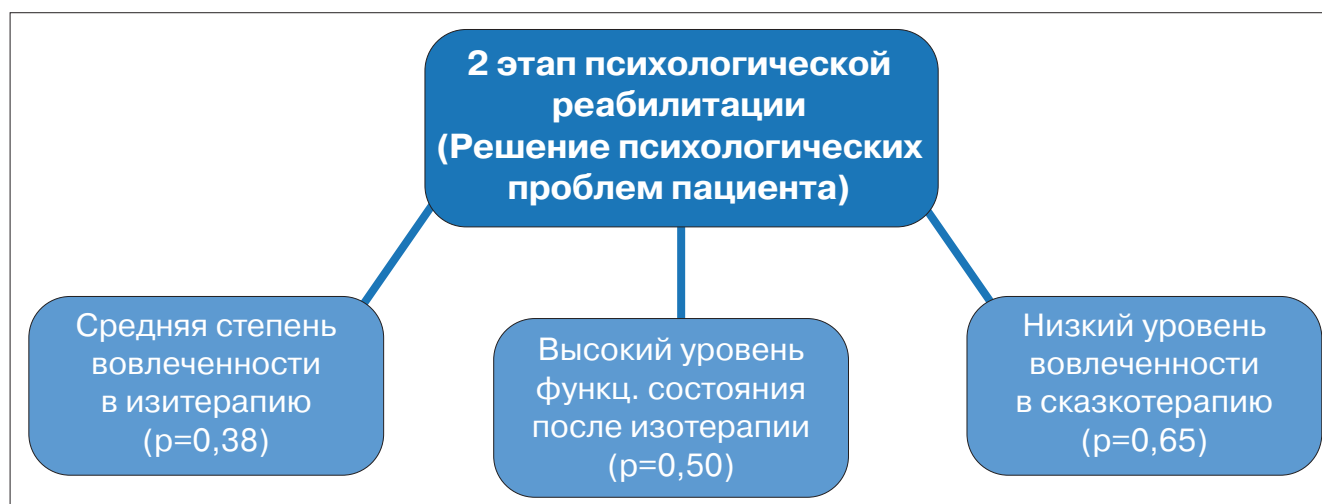 2 этап психологической
реабилитации
(Решение психологических
проблем пациента)
Средняя степень
вовлеченности
в изитерапию
(p=0,38)
Высокий уровень
функц. состояния
после изотерапии
(p=0,50)
Низкий уровень
вовлеченности
в сказкотерапию
(p=0,65)